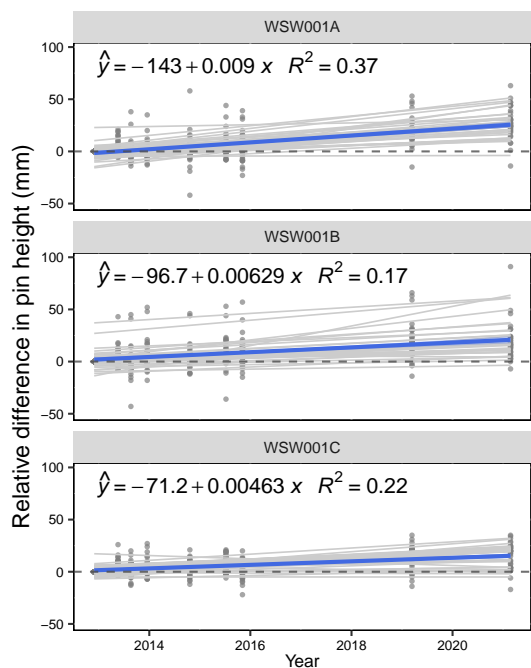 WSW001A
ŷ = −143 + 0.009 x R² = 0.37
100
50
0
−50
WSW001B
ŷ = −96.7 + 0.00629 x R² = 0.17
100
50
0
−50
WSW001C
ŷ = −71.2 + 0.00463 x R² = 0.22
100
50
0
−50
2014 2016 2018 2020
Year
Relative difference in pin height (mm)